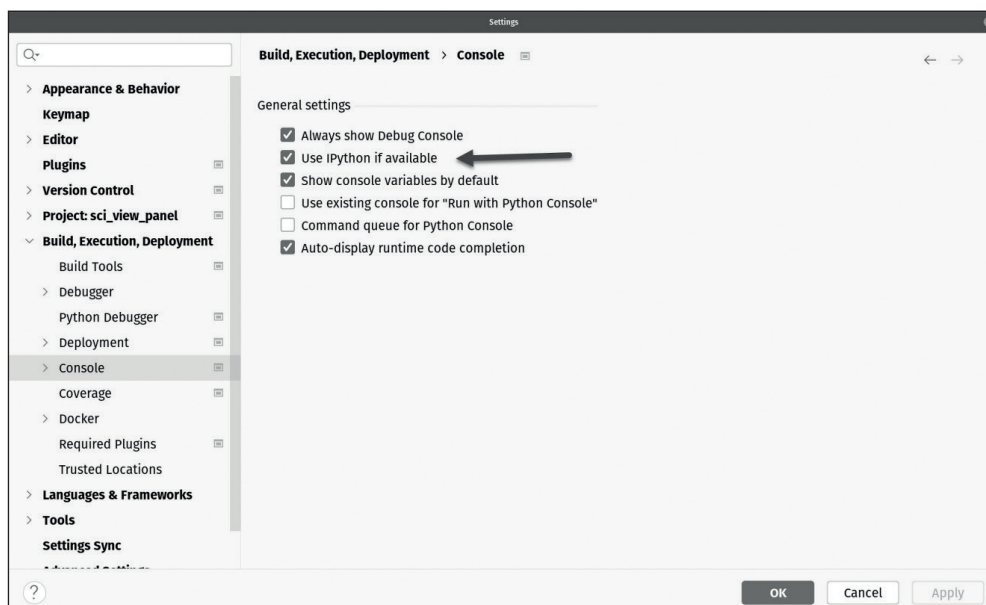 Settings
Build, Execution, Deployment > Console
Appearance & Behavior
Keymap
Editor
Plugins
Version Control
Project: sci_view_panel
Build, Execution, Deployment
Build Tools
Debugger
Python Debugger
Deployment
Console
Coverage
Docker
Required Plugins
Trusted Locations
Languages & Frameworks
Tools
Settings Sync
General settings
Always show Debug Console
Use IPython if available
Show console variables by default
Use existing console for "Run with Python Console"
Command queue for Python Console
Auto-display runtime code completion
?
OK
Cancel
Apply